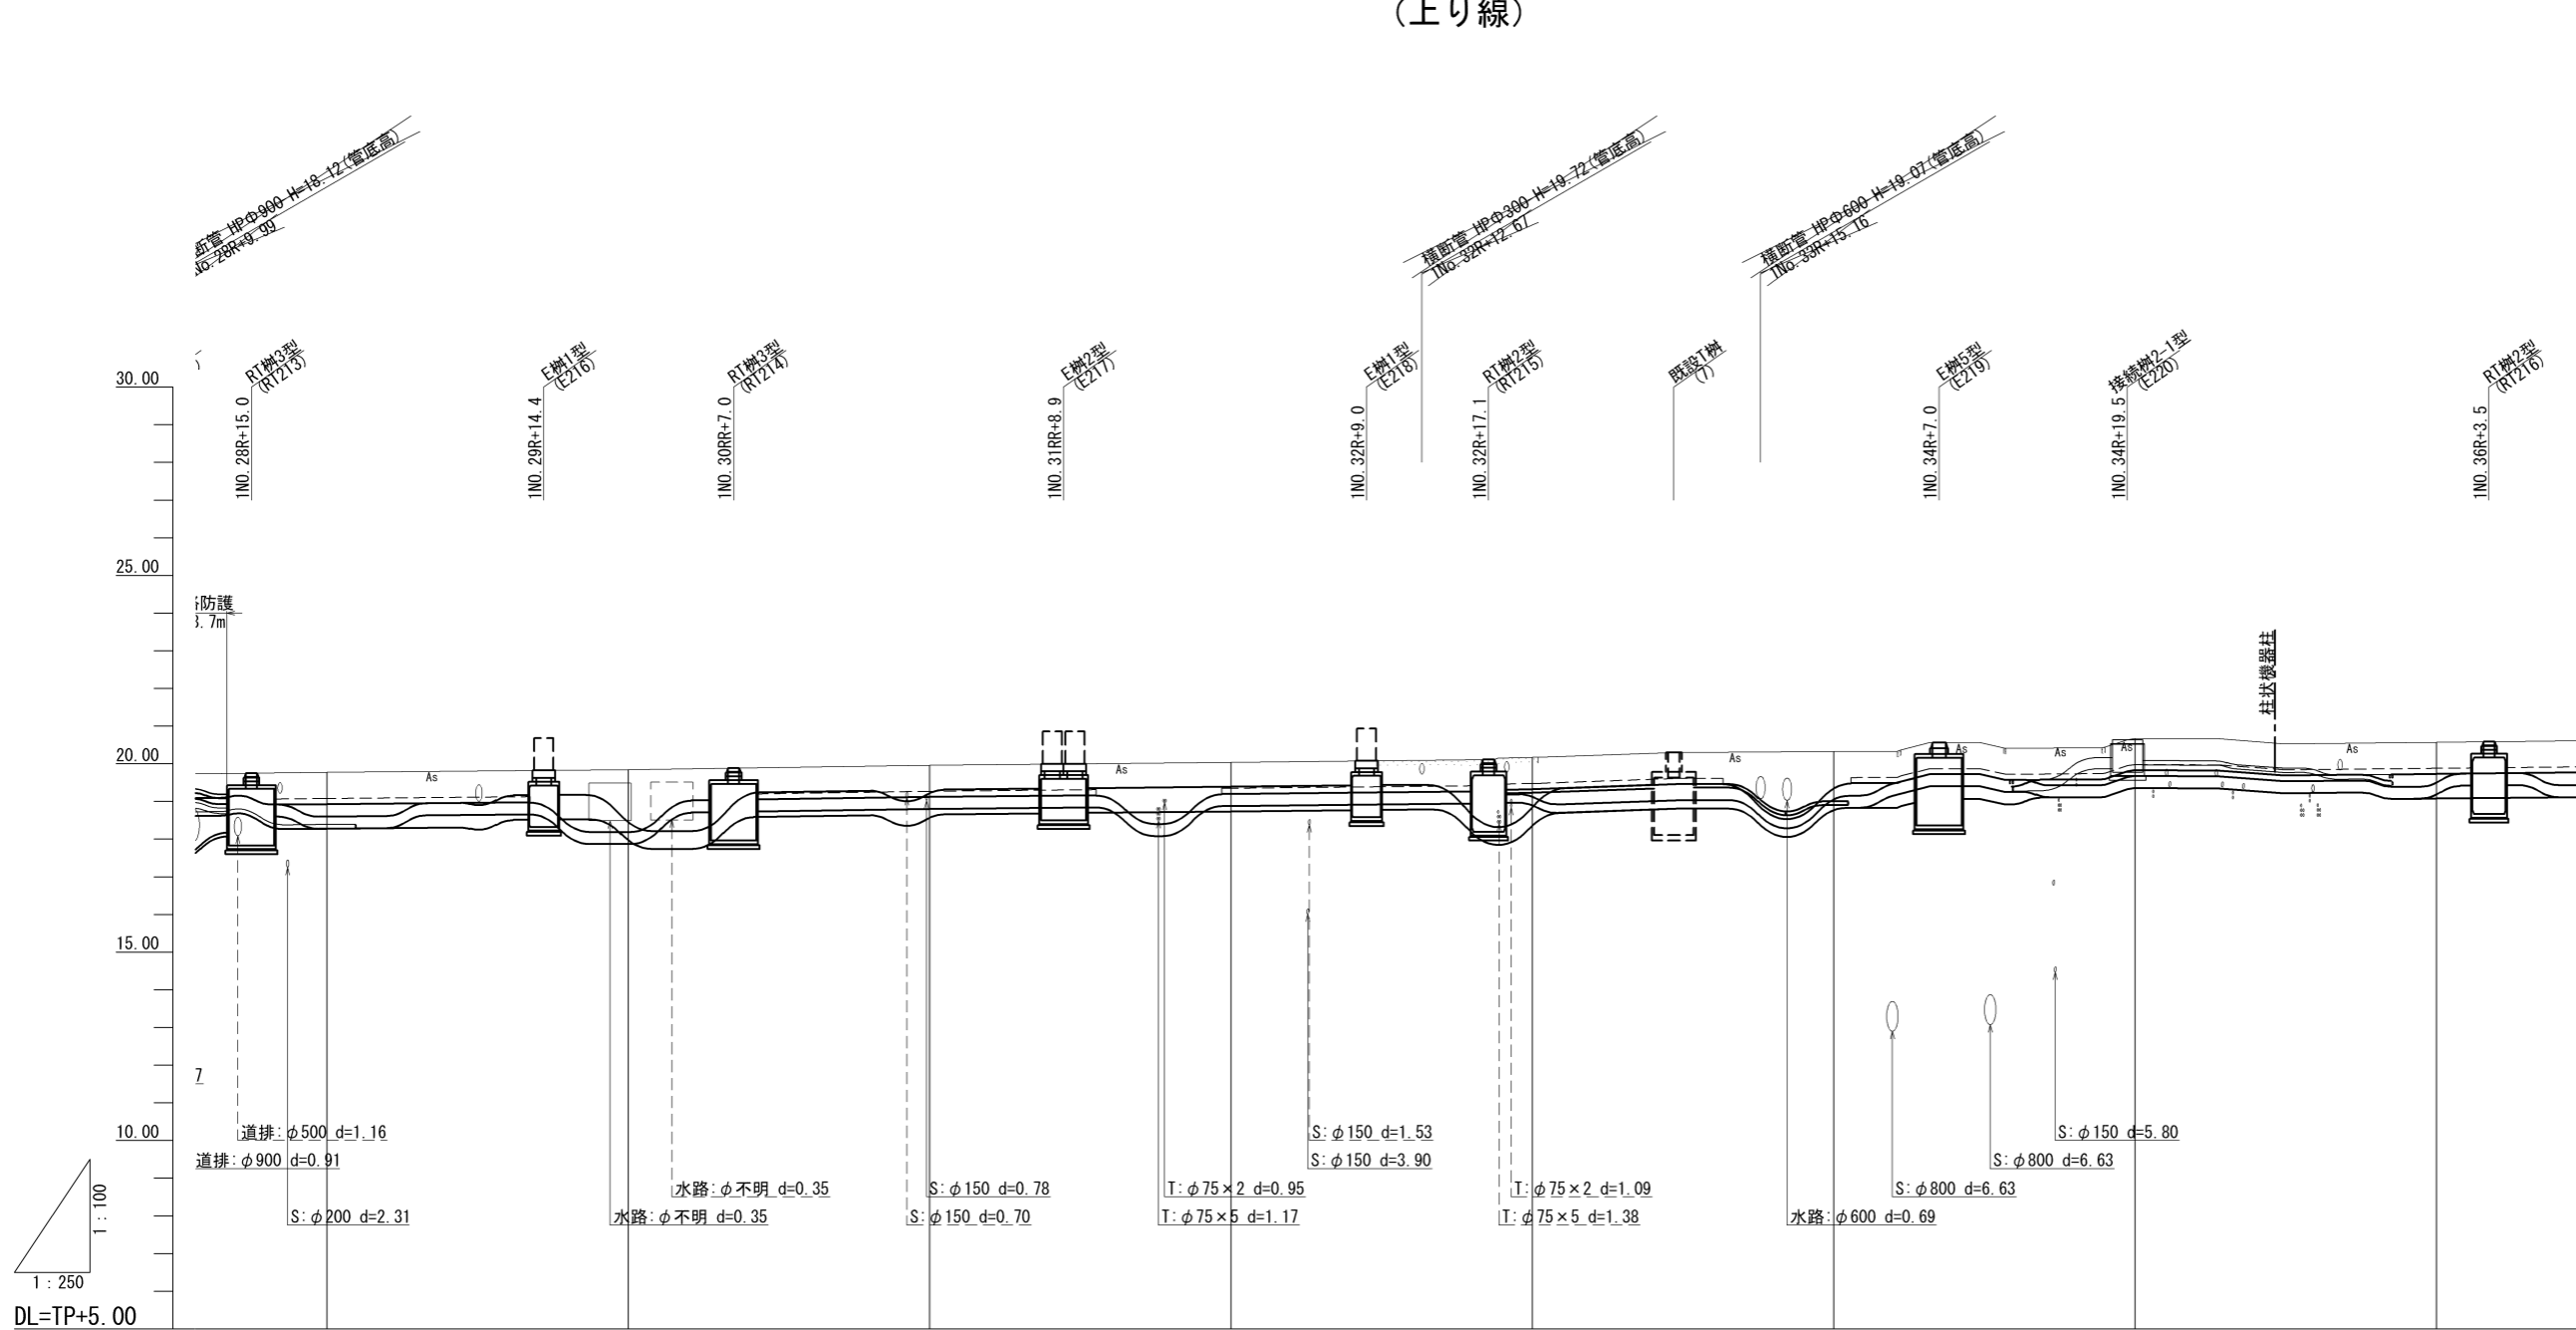 (上り線)
断管 HPΦ900 H=18.12(管底高)
No.28R+9.99
横断管 HPΦ300 H=19.72(管底高)
1No.32R+12.67
横断管 HPΦ600 H=19.07(管底高)
1No.33R+15.16
RT桝3型
(RT213)
1NO.28R+15.0
E桝1型
(E216)
1NO.29R+14.4
RT桝3型
(RT214)
1NO.30RR+7.0
E桝2型
(E217)
1NO.31RR+8.9
E桝1型
(E218)
1NO.32R+9.0
RT桝2型
(RT215)
1NO.32R+17.1
既設T桝
(7)
E桝5型
(E219)
1NO.34R+7.0
接続桝2-1型
(E220)
1NO.34R+19.5
RT桝2型
(RT216)
1NO.36R+3.5
30.00
25.00
20.00
15.00
10.00
防護
3.7m
柱状機器柱
As
As
As
As
As
As
As
7
道排:φ500 d=1.16
道排:φ900 d=0.91
S:φ200 d=2.31
水路:φ不明 d=0.35
水路:φ不明 d=0.35
S:φ150 d=0.78
S:φ150 d=0.70
T:φ75×2 d=0.95
T:φ75×5 d=1.17
S:φ150 d=1.53
S:φ150 d=3.90
T:φ75×2 d=1.09
T:φ75×5 d=1.38
水路:φ600 d=0.69
S:φ800 d=6.63
S:φ800 d=6.63
S:φ150 d=5.80
1:100
1:250
DL=TP+5.00